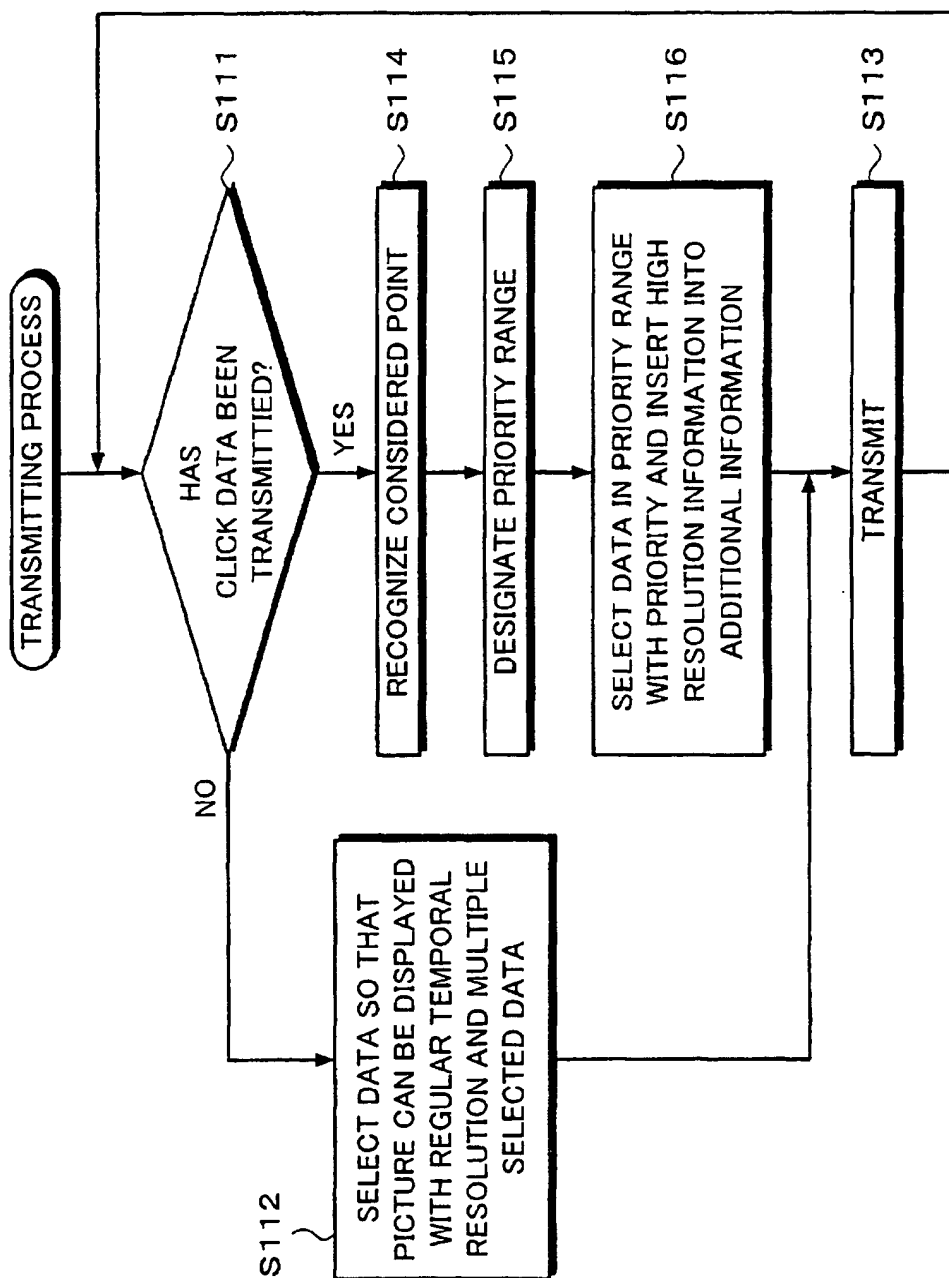 TRANSMITTING PROCESS
S111
HAS
CLICK DATA BEEN
TRANSMITTIED?
NO
YES
S112
SELECT DATA SO THAT
PICTURE CAN BE DISPLAYED
WITH REGULAR TEMPORAL
RESOLUTION AND MULTIPLE
SELECTED DATA
S114
RECOGNIZE CONSIDERED POINT
S115
DESIGNATE PRIORITY RANGE
S116
SELECT DATA IN PRIORITY RANGE
WITH PRIORITY AND INSERT HIGH
RESOLUTION INFORMATION INTO
ADDITIONAL INFORMATION
S113
TRANSMIT